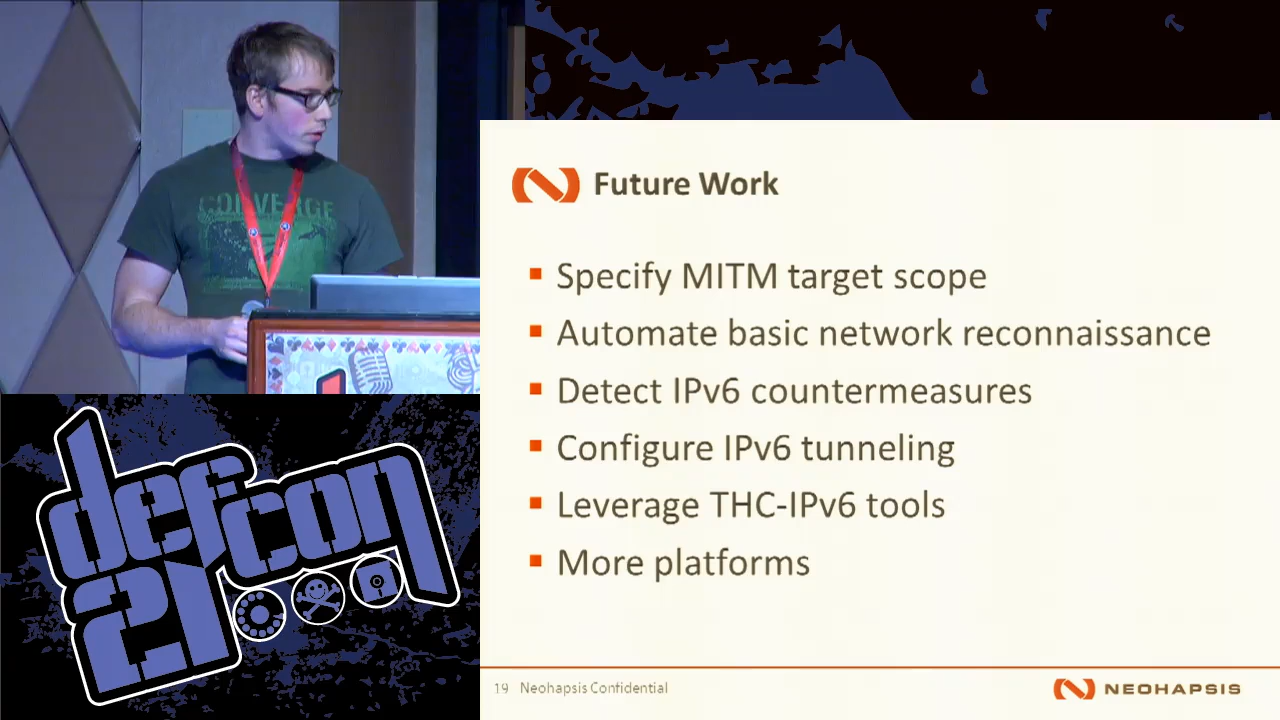 CONVERGE
Future Work
Specify MITM target scope
Automate basic network reconnaissance
Detect IPv6 countermeasures
Configure IPv6 tunneling
Leverage THC-IPv6 tools
More platforms
19 Neohapsis Confidential
NEOHAPSIS
defcon
21